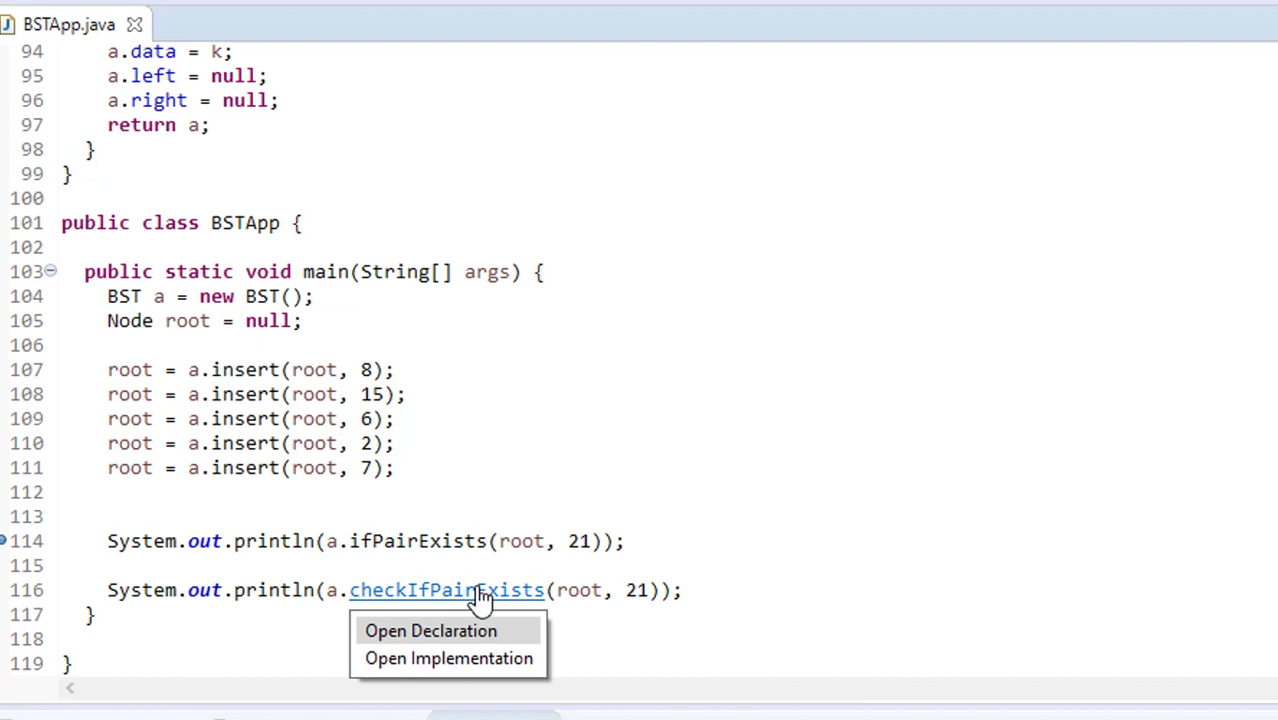 BSTApp.java
94 a.data = k;
95 a.left = null;
96 a.right = null;
97 return a;
98 }
99 }
100
101 public class BSTApp {
102
103 public static void main(String[] args) {
104 BST a = new BST();
105 Node root = null;
106
107 root = a.insert(root, 8);
108 root = a.insert(root, 15);
109 root = a.insert(root, 6);
110 root = a.insert(root, 2);
111 root = a.insert(root, 7);
112
113
114 System.out.println(a.ifPairExists(root, 21));
115
116 System.out.println(a.checkIfPairExists(root, 21));
117 }
Open Declaration
118
Open Implementation
119 }